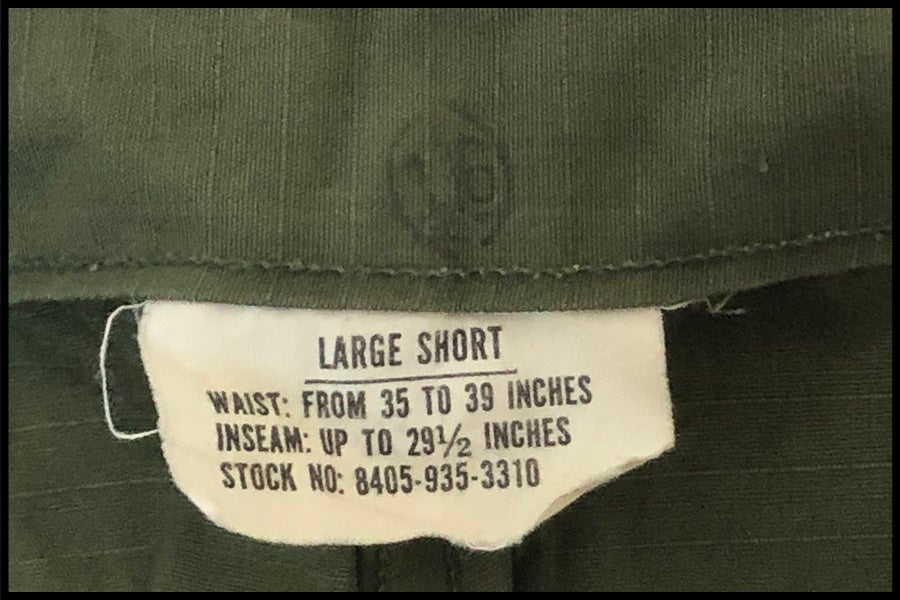 LARGE SHORT
WAIST: FROM 35 TO 39 INCHES
INSEAM: UP TO 29½ INCHES
STOCK NO: 8405-935-3310